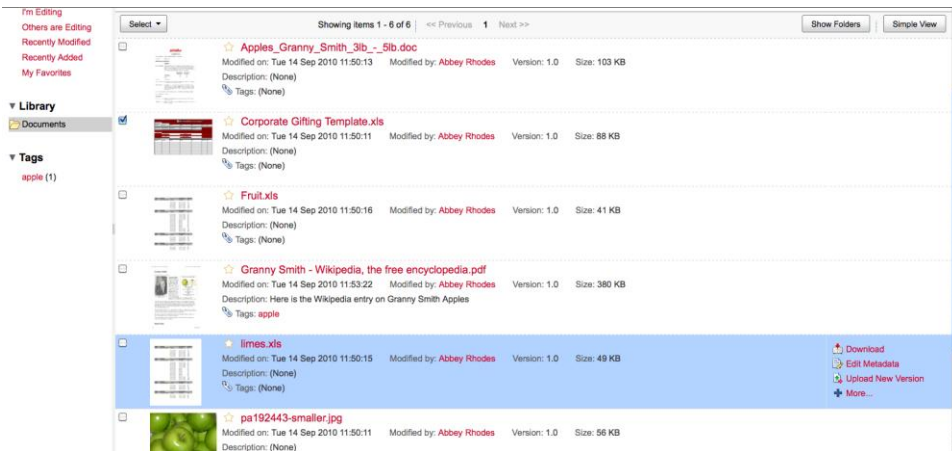 I'm Editing
Others are Editing
Recently Modified
Recently Added
My Favorites
Library
Documents
Tags
apple (1)
Select
Showing items 1 - 6 of 6 << Previous 1 Next >>
Show Folders
Simple View
Apples_Granny_Smith_3lb_-_5lb.doc
Modified on: Tue 14 Sep 2010 11:50:13 Modified by: Abbey Rhodes Version: 1.0 Size: 103 KB
Description: (None)
Tags: (None)
Corporate Gifting Template.xls
Modified on: Tue 14 Sep 2010 11:50:11 Modified by: Abbey Rhodes Version: 1.0 Size: 88 KB
Description: (None)
Tags: (None)
Fruit.xls
Modified on: Tue 14 Sep 2010 11:50:16 Modified by: Abbey Rhodes Version: 1.0 Size: 41 KB
Description: (None)
Tags: (None)
Granny Smith - Wikipedia, the free encyclopedia.pdf
Modified on: Tue 14 Sep 2010 11:53:22 Modified by: Abbey Rhodes Version: 1.0 Size: 380 KB
Description: Here is the Wikipedia entry on Granny Smith Apples
Tags: apple
limes.xls
Modified on: Tue 14 Sep 2010 11:50:15 Modified by: Abbey Rhodes Version: 1.0 Size: 49 KB
Description: (None)
Tags: (None)
Download
Edit Metadata
Upload New Version
More...
pa192443-smaller.jpg
Modified on: Tue 14 Sep 2010 11:50:11 Modified by: Abbey Rhodes Version: 1.0 Size: 56 KB
Description: (None)